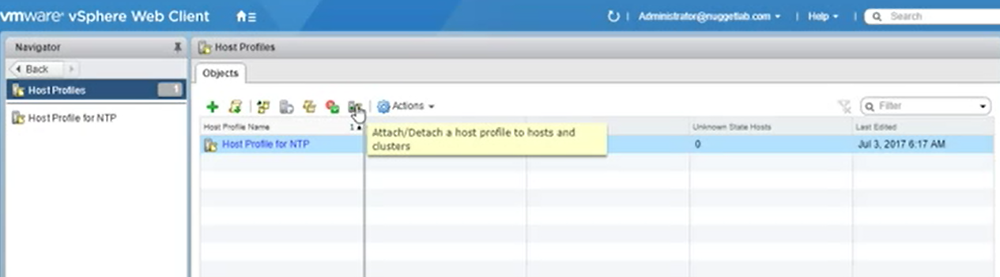 vmware vSphere Web Client
Administrator@nuggetlab.com | Help | Search
Navigator
Host Profiles
Back
Objects
Host Profiles 1
Actions
Filter
Host Profile for NTP
Host Profile Name 1
Unknown State Hosts
Last Edited
Attach/Detach a host profile to hosts and
clusters
Host Profile for NTP
0
Jul 3, 2017 6:17 AM